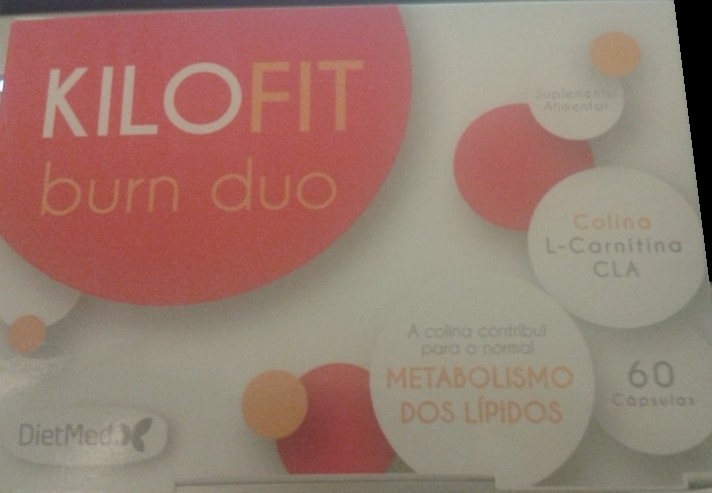 KILOFIT
burn duo
Suplemento
Alimentar
Colina
L-Carnitina
CLA
A colina contribui
para o normal
METABOLISMO
DOS LÍPIDOS
60
Cápsulas
DietMed